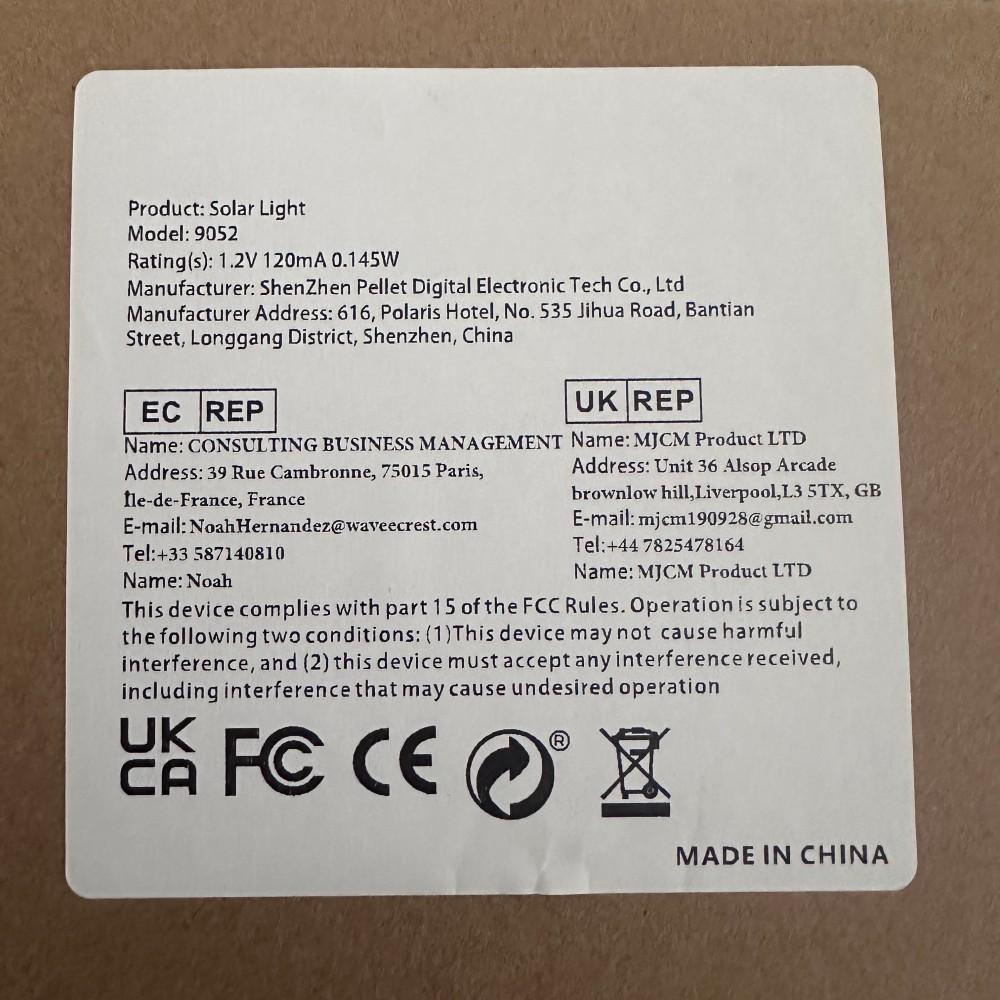 Product: Solar Light
Model: 9052
Rating(s): 1.2V 120mA 0.145W
Manufacturer: ShenZhen Pellet Digital Electronic Tech Co., Ltd
Manufacturer Address: 616, Polaris Hotel, No. 535 Jihua Road, Bantian
Street, Longgang District, Shenzhen, China
EC REP
Name: CONSULTING BUSINESS MANAGEMENT
Address: 39 Rue Cambronne, 75015 Paris,
Île-de-France, France
E-mail: NoahHernandez@waveecrest.com
Tel:+33 587140810
Name: Noah
UK REP
Name: MJCM Product LTD
Address: Unit 36 Alsop Arcade
brownlow hill,Liverpool,L3 5TX, GB
E-mail: mjcm190928@gmail.com
Tel:+44 7825478164
Name: MJCM Product LTD
This device complies with part 15 of the FCC Rules. Operation is subject to
the following two conditions: (1)This device may not cause harmful
interference, and (2) this device must accept any interference received,
including interference that may cause undesired operation
UK
CA FC CE ®
MADE IN CHINA